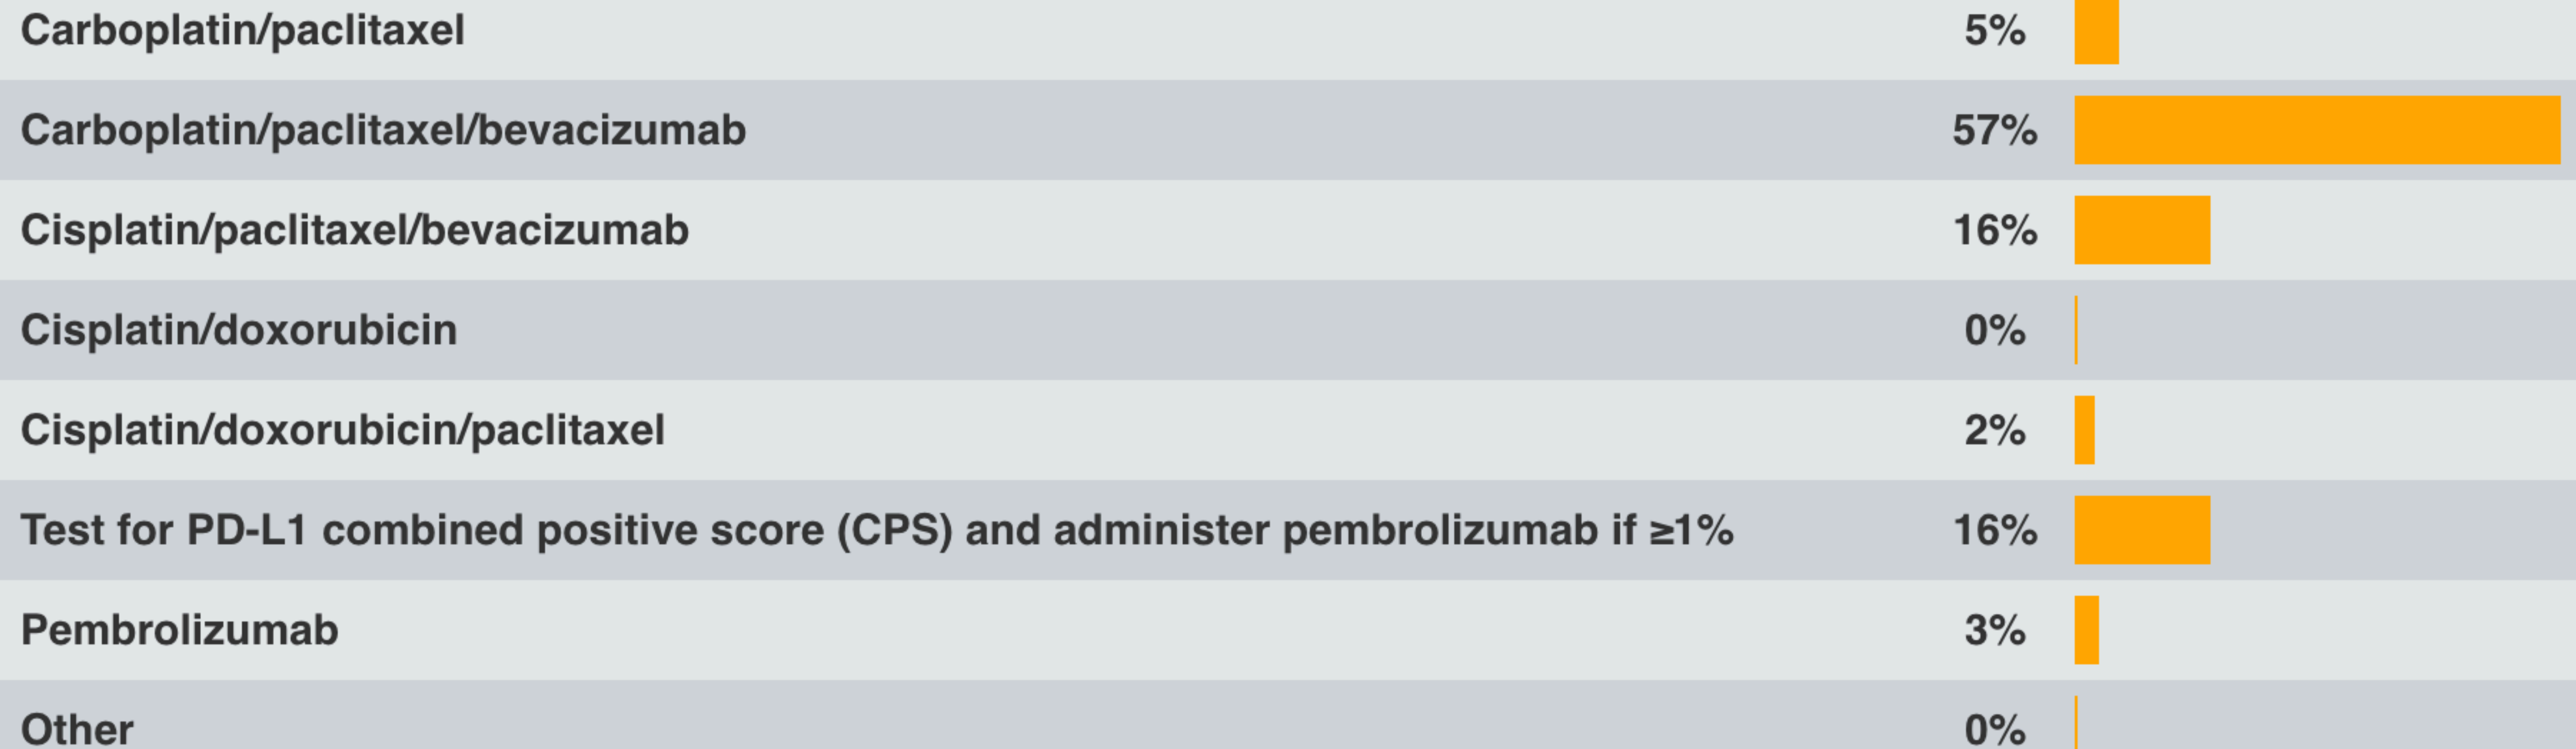 Carboplatin/paclitaxel 5%
Carboplatin/paclitaxel/bevacizumab 57%
Cisplatin/paclitaxel/bevacizumab 16%
Cisplatin/doxorubicin 0%
Cisplatin/doxorubicin/paclitaxel 2%
Test for PD-L1 combined positive score (CPS) and administer pembrolizumab if ≥1% 16%
Pembrolizumab 3%
Other 0%